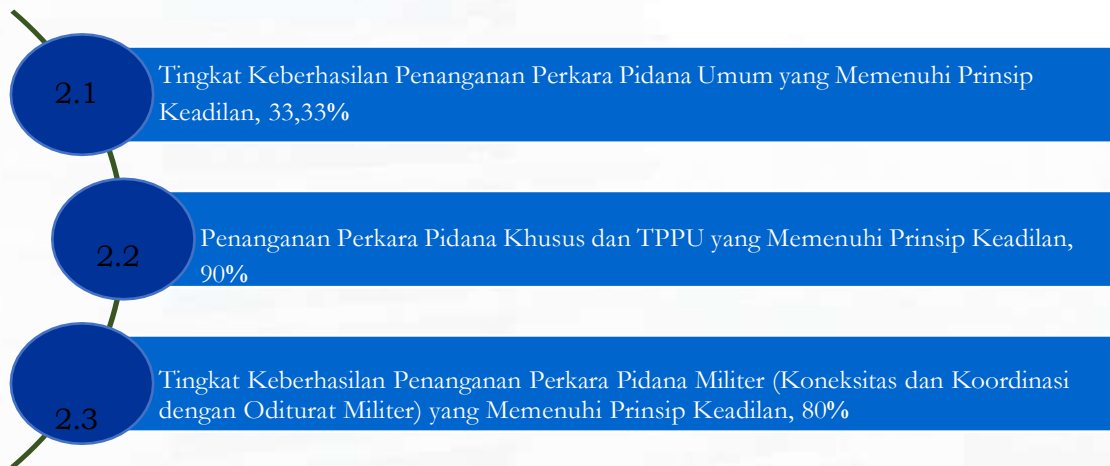 2.1
Tingkat Keberhasilan Penanganan Perkara Pidana Umum yang Memenuhi Prinsip
Keadilan, 33,33%
2.2
Penanganan Perkara Pidana Khusus dan TPPU yang Memenuhi Prinsip Keadilan,
90%
2.3
Tingkat Keberhasilan Penanganan Perkara Pidana Militer (Koneksitas dan Koordinasi
dengan Oditurat Militer) yang Memenuhi Prinsip Keadilan, 80%